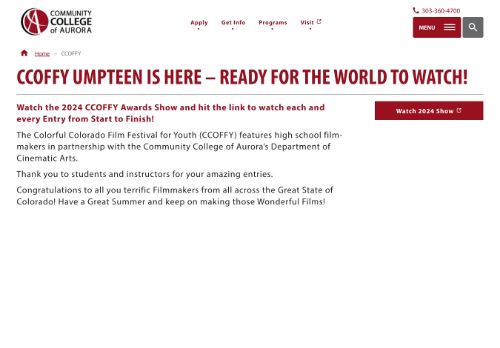 COMMUNITY
COLLEGE
of AURORA
Apply
Get Info
Programs
Visit
303-360-4700
MENU
Home – CCOFFY
CCOFFY UMPTEEN IS HERE – READY FOR THE WORLD TO WATCH!
Watch the 2024 CCOFFY Awards Show and hit the link to watch each and
every Entry from Start to Finish!
Watch 2024 Show
The Colorful Colorado Film Festival for Youth (CCOFFY) features high school film-
makers in partnership with the Community College of Aurora's Department of
Cinematic Arts.
Thank you to students and instructors for your amazing entries.
Congratulations to all you terrific Filmmakers from all across the Great State of
Colorado! Have a Great Summer and keep on making those Wonderful Films!